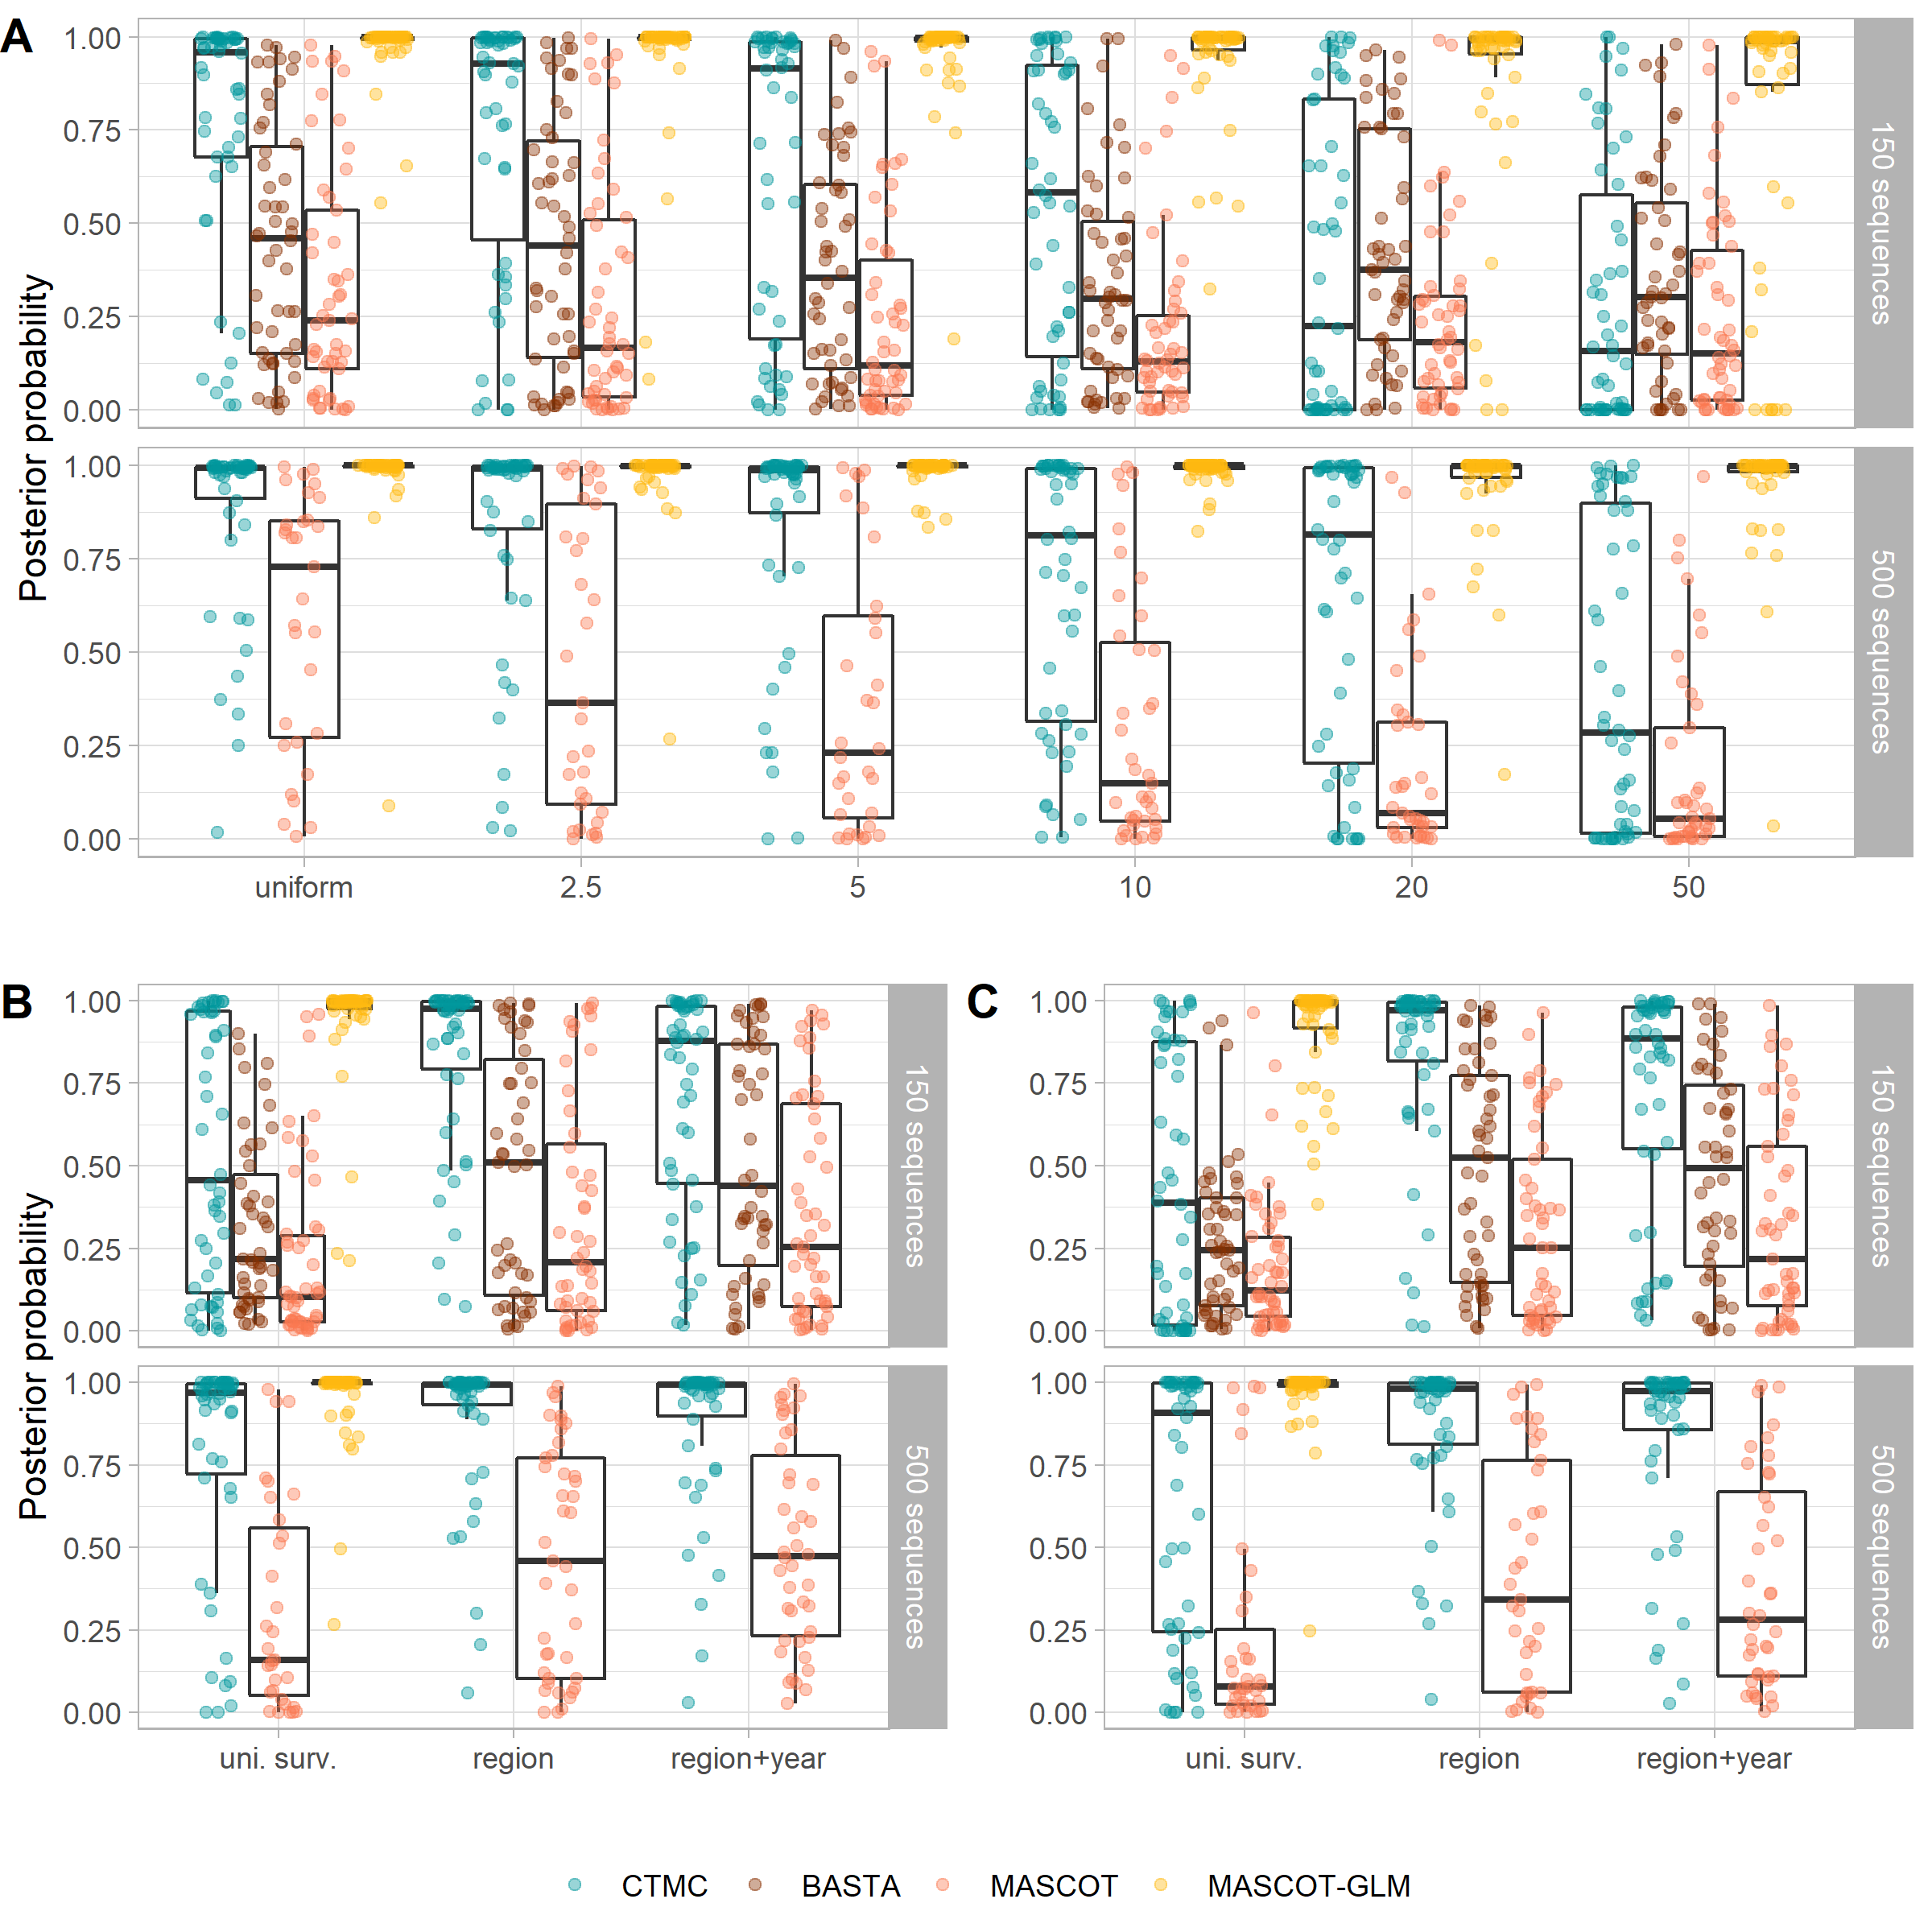 A
Posterior probability
1.00
0.75
0.50
0.25
0.00
150 sequences
1.00
0.75
0.50
0.25
0.00
500 sequences
uniform 2.5 5 10 20 50
B
Posterior probability
1.00
0.75
0.50
0.25
0.00
150 sequences
1.00
0.75
0.50
0.25
0.00
500 sequences
uni. surv. region region+year
C
1.00
0.75
0.50
0.25
0.00
150 sequences
1.00
0.75
0.50
0.25
0.00
500 sequences
uni. surv. region region+year
CTMC BASTA MASCOT MASCOT-GLM